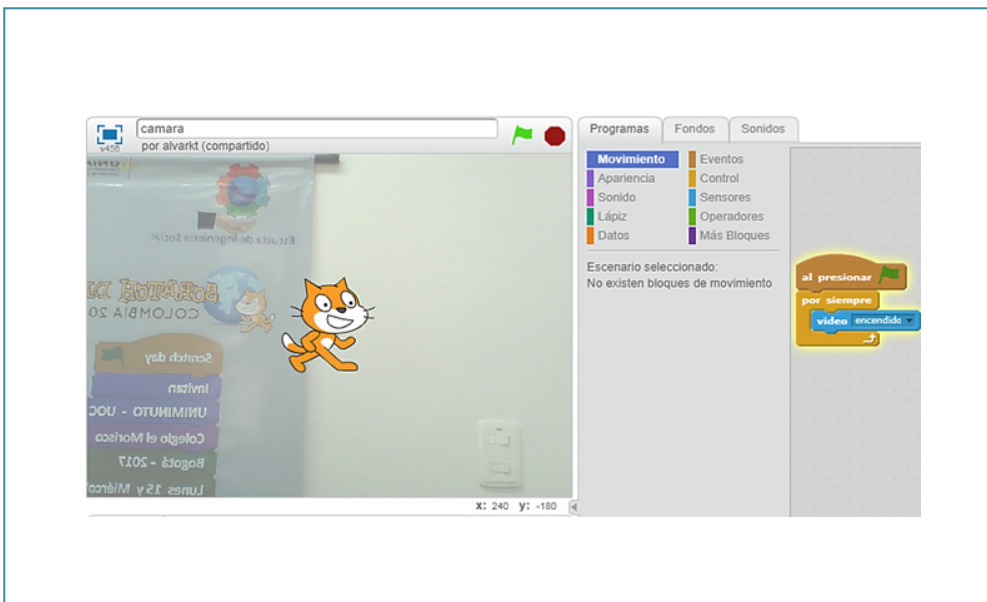 camara
v456
por alvarkt (compartido)
Escuela de Ingeniería Social
SCRATCH
COLOMBIA 20
Scratch day
Invitan
UNIMINUTO - UOC
Colegio el Morisco
Bogotá - 2017
Lunes 15 y Miérco
x: 240 y: -180
Programas Fondos Sonidos
Movimiento Eventos
Apariencia Control
Sonido Sensores
Lápiz Operadores
Datos Más Bloques
Escenario seleccionado:
No existen bloques de movimiento
al presionar
por siempre
video encendido